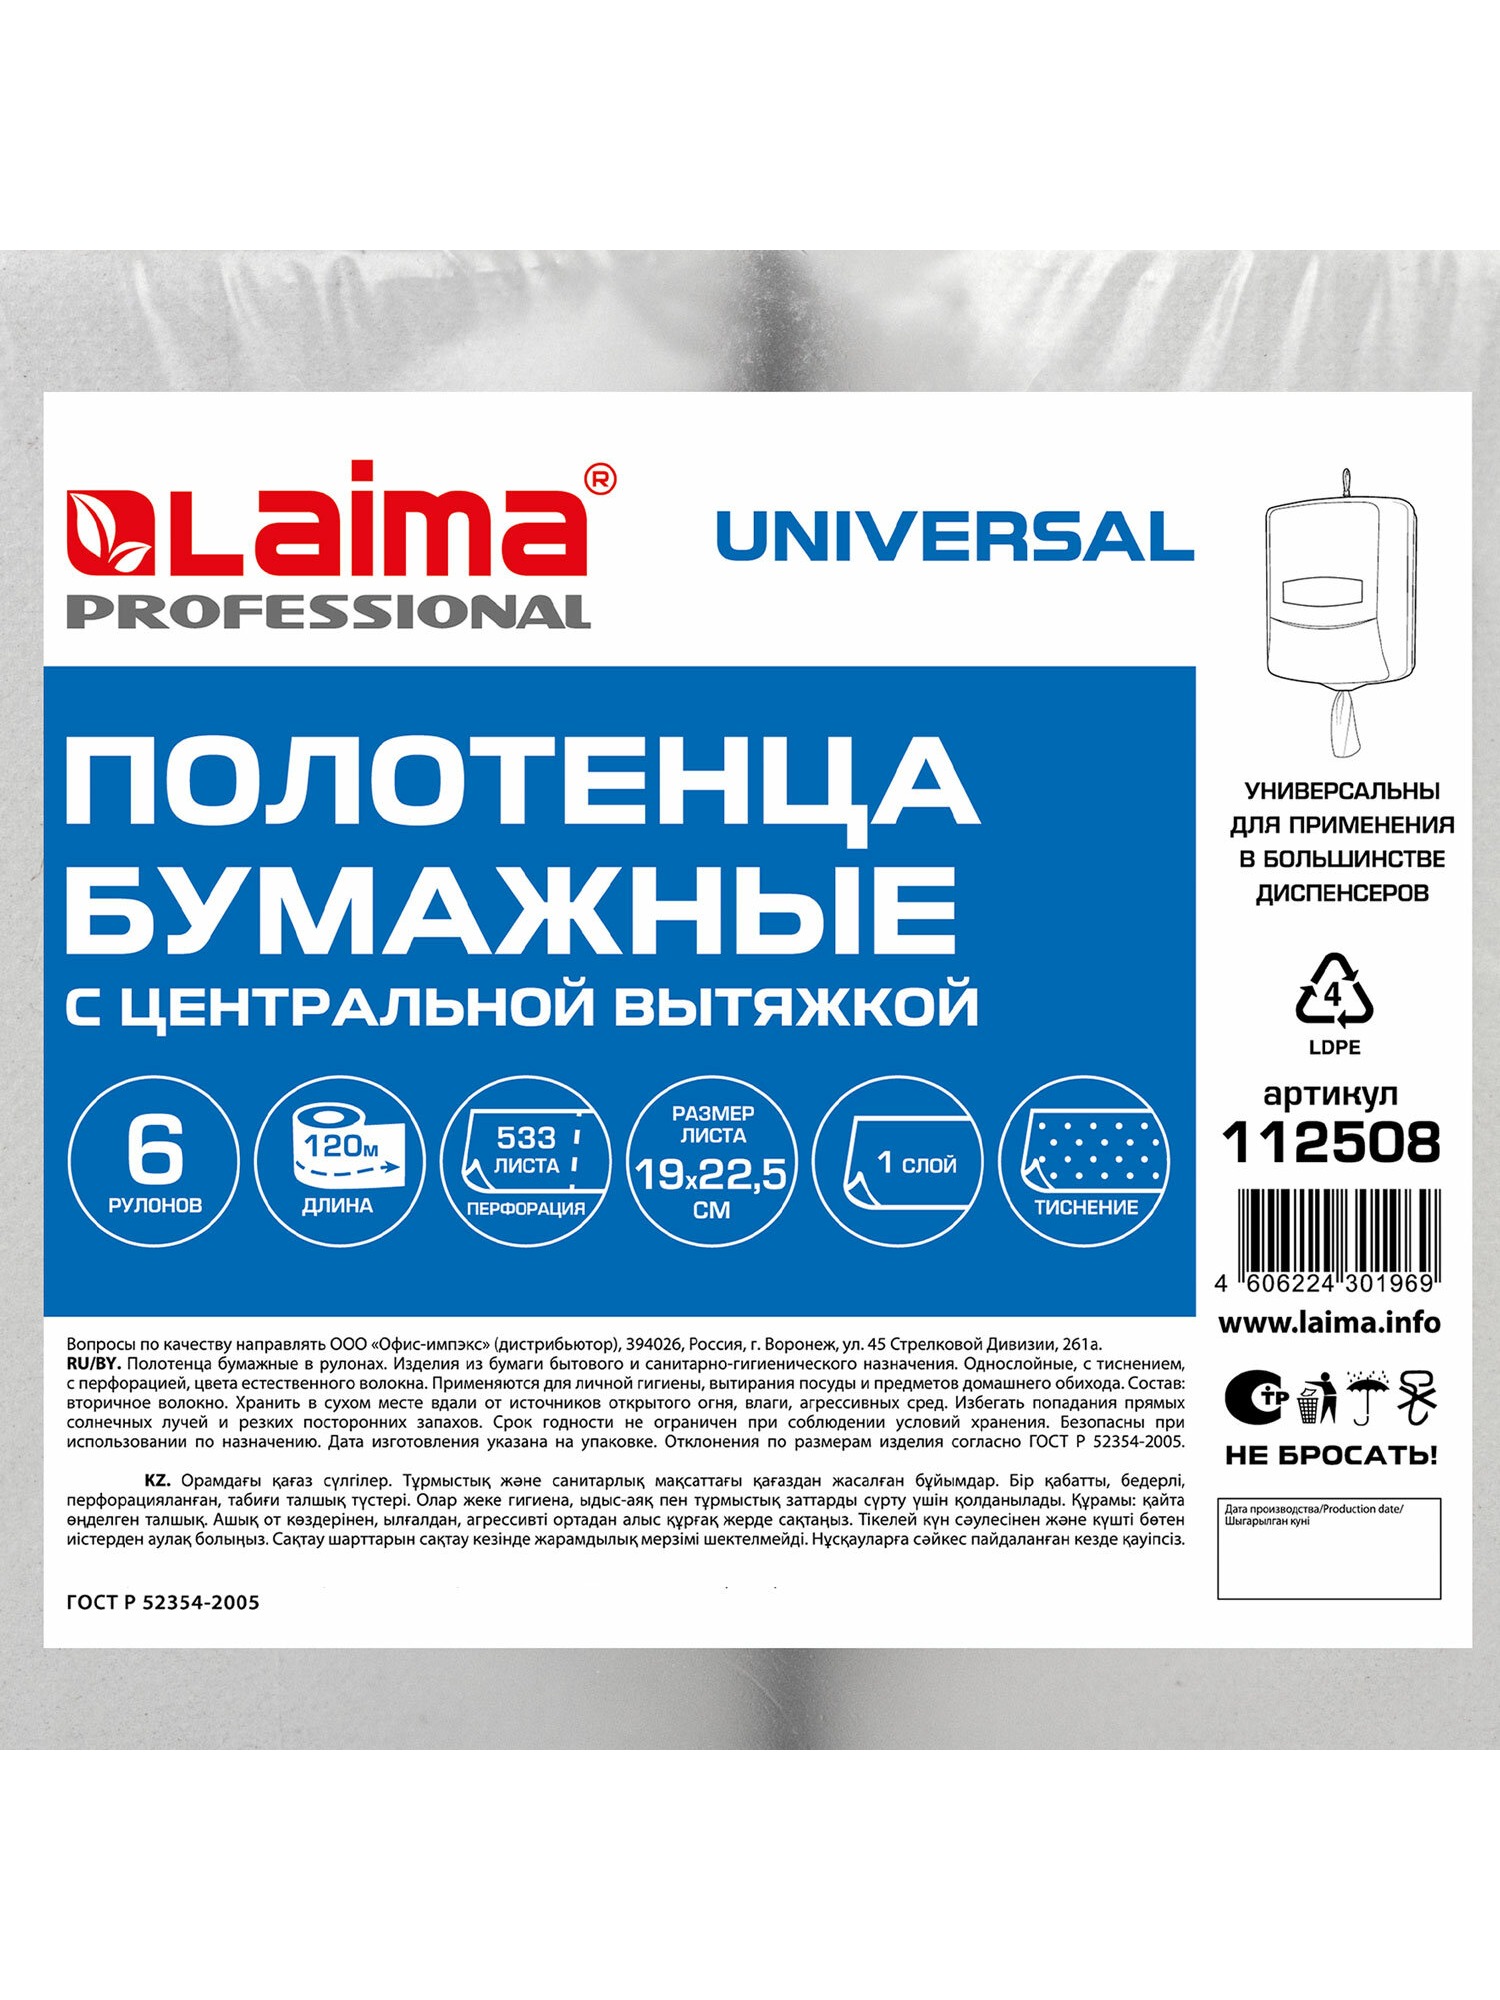 Laima®
PROFESSIONAL
UNIVERSAL
ПОЛОТЕНЦА
БУМАЖНЫЕ
С ЦЕНТРАЛЬНОЙ ВЫТЯЖКОЙ
6
РУЛОНОВ
120м
ДЛИНА
533
ЛИСТА
ПЕРФОРАЦИЯ
РАЗМЕР
ЛИСТА
19х22,5
СМ
1 СЛОЙ
ТИСНЕНИЕ
УНИВЕРСАЛЬНЫ
ДЛЯ ПРИМЕНЕНИЯ
В БОЛЬШИНСТВЕ
ДИСПЕНСЕРОВ
4
LDPE
артикул
112508
4 606224 301969
www.laima.info
СТР
НЕ БРОСАТЬ!
Дата производства/Production date/
Шығарылған күні
Вопросы по качеству направлять ООО «Офис-импэкс» (дистрибьютор), 394026, Россия, г. Воронеж, ул. 45 Стрелковой Дивизии, 261а.
RU/BY. Полотенца бумажные в рулонах. Изделия из бумаги бытового и санитарно-гигиенического назначения. Однослойные, с тиснением,
с перфорацией, цвета естественного волокна. Применяются для личной гигиены, вытирания посуды и предметов домашнего обихода. Состав:
вторичное волокно. Хранить в сухом месте вдали от источников открытого огня, влаги, агрессивных сред. Избегать попадания прямых
солнечных лучей и резких посторонних запахов. Срок годности не ограничен при соблюдении условий хранения. Безопасны при
использовании по назначению. Дата изготовления указана на упаковке. Отклонения по размерам изделия согласно ГОСТ Р 52354-2005.
KZ. Орамдағы қағаз сүлгілер. Тұрмыстық және санитарлық мақсаттағы қағаздан жасалған бұйымдар. Бір қабатты, бедерлі,
перфорацияланған, табиғи талшық түстері. Олар жеке гигиена, ыдыс-аяқ пен тұрмыстық заттарды сүрту үшін қолданылады. Құрамы: қайта
өңделген талшық. Ашық от көздерінен, ылғалдан, агрессивті ортадан алыс құрғақ жерде сақтаңыз. Тікелей күн сәулесінен және күшті бөтен
иістерден аулақ болыңыз. Сақтау шарттарын сақтау кезінде жарамдылық мерзімі шектелмейді. Нұсқауларға сәйкес пайдаланған кезде қауіпсіз.
ГОСТ Р 52354-2005